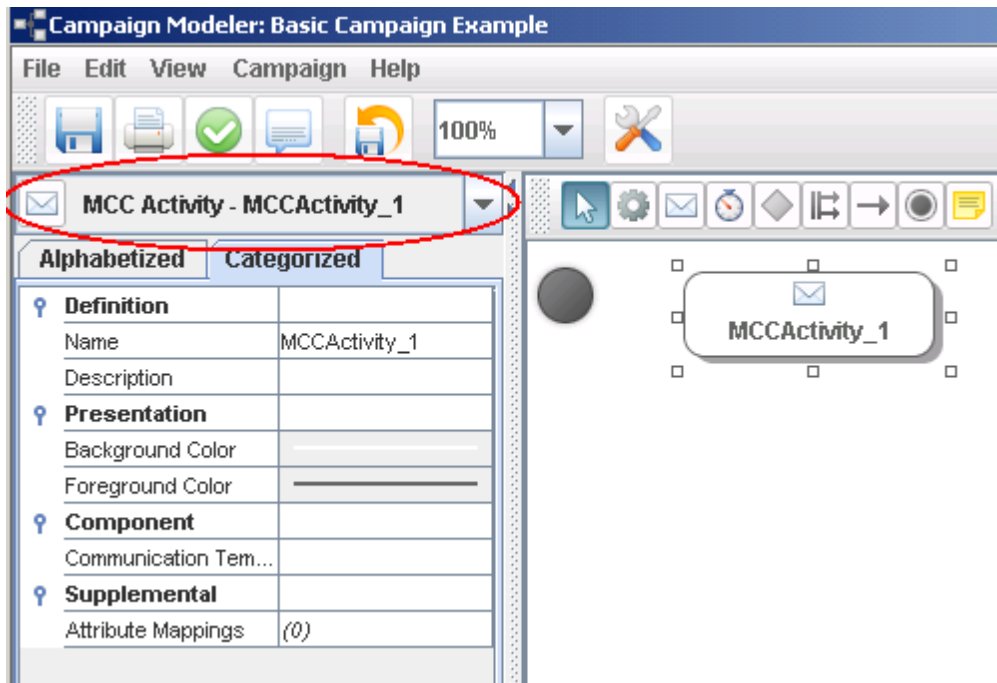 Campaign Modeler: Basic Campaign Example
File Edit View Campaign Help
100%
MCC Activity - MCCActivity_1
Alphabetized Categorized
Definition
Name MCCActivity_1
Description
Presentation
Background Color
Foreground Color
Component
Communication Tem...
Supplemental
Attribute Mappings (0)
MCCActivity_1